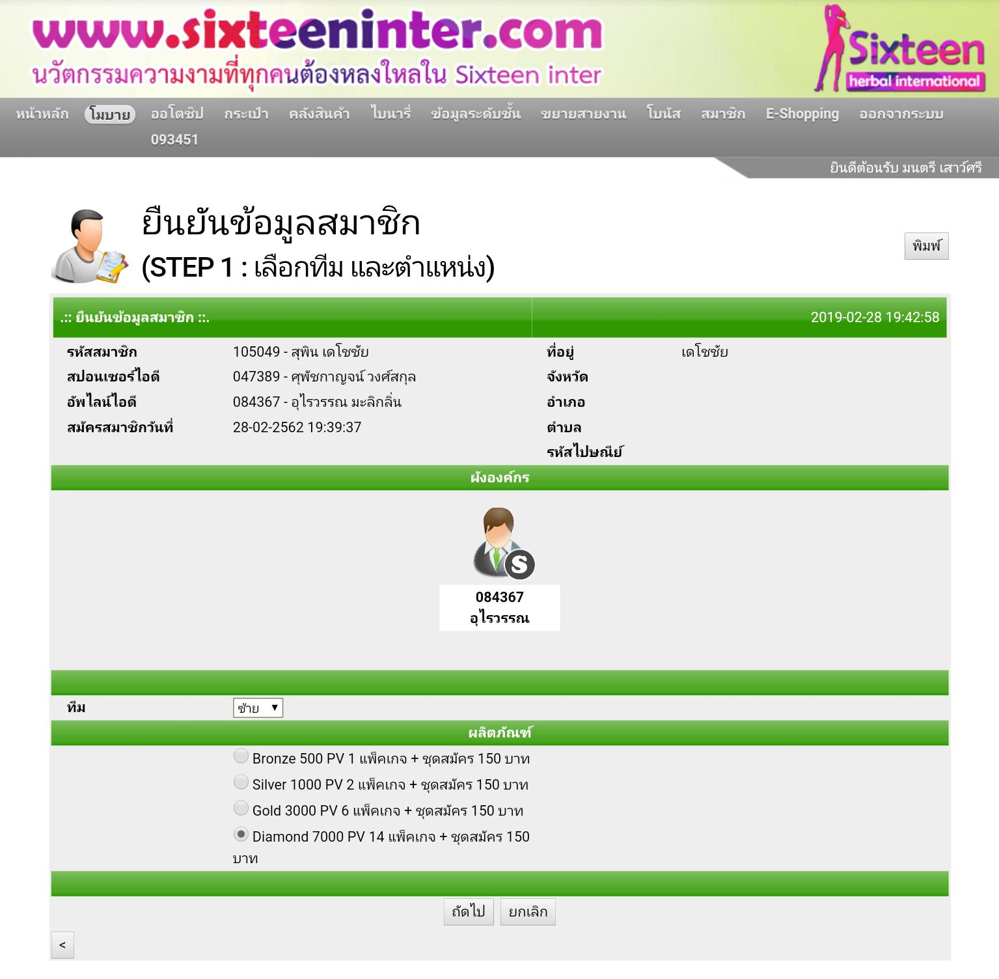 www.sixteeninter.com
นวัตกรรมความงามที่ทุกคนต้องหลงใหลใน Sixteen inter
Sixteen
herbal international
หน้าหลัก โมบาย ออโตชิป กระเป๋า คลังสินค้า ไบนารี่ ข้อมูลระดับชั้น ขยายสายงาน โบนัส สมาชิก E-Shopping ออกจากระบบ
093451
ยินดีต้อนรับ มนตรี เสาว์ศรี
ยืนยันข้อมูลสมาชิก
(STEP 1 : เลือกทีม และตำแหน่ง)
พิมพ์
.:: ยืนยันข้อมูลสมาชิก ::. 2019-02-28 19:42:58
รหัสสมาชิก 105049 - สุพิน เดโชชัย ที่อยู่ เดโชชัย
สปอนเซอร์ไอดี 047389 - ศุพัชกาญจน์ วงศ์สกุล จังหวัด
อัพไลน์ไอดี 084367 - อุไรวรรณ มะลิกลิ่น อำเภอ
สมัครสมาชิกวันที่ 28-02-2562 19:39:37 ตำบล
รหัสไปษณีย์
ผังองค์กร
S
084367
อุไรวรรณ
ทีม ซ้าย ▼
ผลิตภัณฑ์
Bronze 500 PV 1 แพ็คเกจ + ชุดสมัคร 150 บาท
Silver 1000 PV 2 แพ็คเกจ + ชุดสมัคร 150 บาท
Gold 3000 PV 6 แพ็คเกจ + ชุดสมัคร 150 บาท
Diamond 7000 PV 14 แพ็คเกจ + ชุดสมัคร 150
บาท
ถัดไป ยกเลิก
<